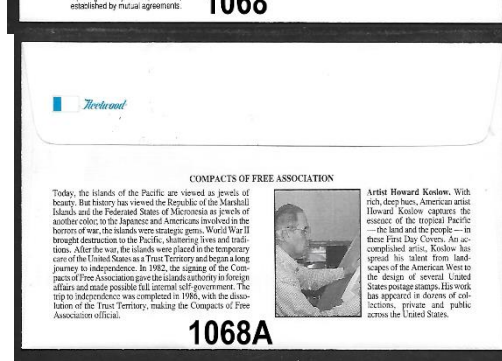 established by mutual agreements.
1068
Fleetwood
COMPACTS OF FREE ASSOCIATION
Today, the islands of the Pacific are viewed as jewels of
beauty. But history has viewed the Republic of the Marshall
Islands and the Federated States of Micronesia as jewels of
another color; to the Japanese and Americans involved in the
horrors of war, the islands were strategic gems. World War II
brought destruction to the Pacific, shattering lives and tradi-
tions. After the war, the islands were placed in the temporary
care of the United States as a Trust Territory and began a long
journey to independence. In 1982, the signing of the Com-
pacts of Free Association gave the islands authority in foreign
affairs and made possible full internal self-government. The
trip to independence was completed in 1986, with the disso-
lution of the Trust Territory, making the Compacts of Free
Association official.
Artist Howard Koslow. With
rich, deep hues, American artist
Howard Koslow captures the
essence of the tropical Pacific
— the land and the people — in
these First Day Covers. An ac-
complished artist, Koslow has
spread his talent from land-
scapes of the American West to
the design of several United
States postage stamps. His work
has appeared in dozens of col-
lections, private and public
across the United States.
1068A